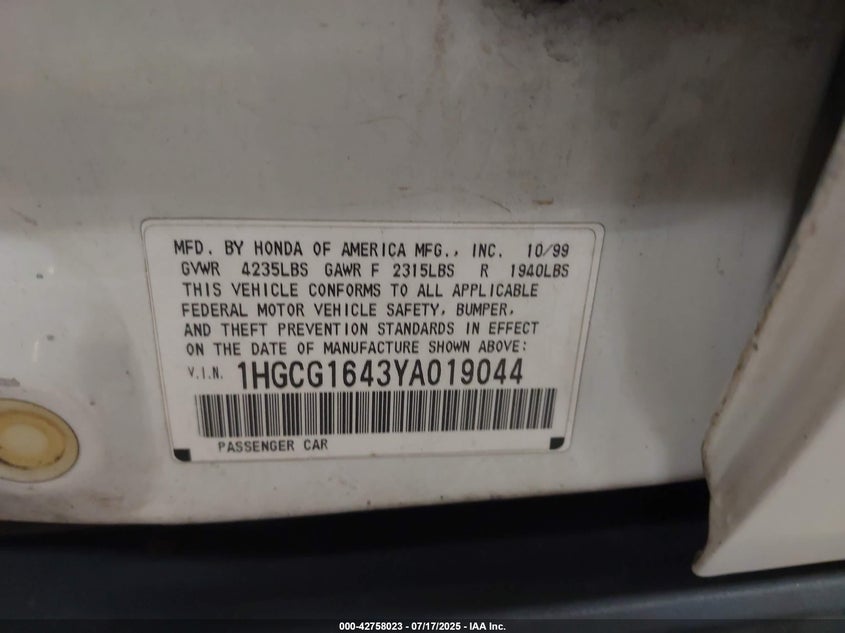 MFD. BY HONDA OF AMERICA MFG., INC. 10/99
GVWR 4235LBS GAWR F 2315LBS R 1940LBS
THIS VEHICLE CONFORMS TO ALL APPLICABLE
FEDERAL MOTOR VEHICLE SAFETY, BUMPER,
AND THEFT PREVENTION STANDARDS IN EFFECT
ON THE DATE OF MANUFACTURE SHOWN ABOVE:
V.I.N. 1HGCG1643YA019044
PASSENGER CAR
000-42758023 - 07/17/2025 - IAA Inc.